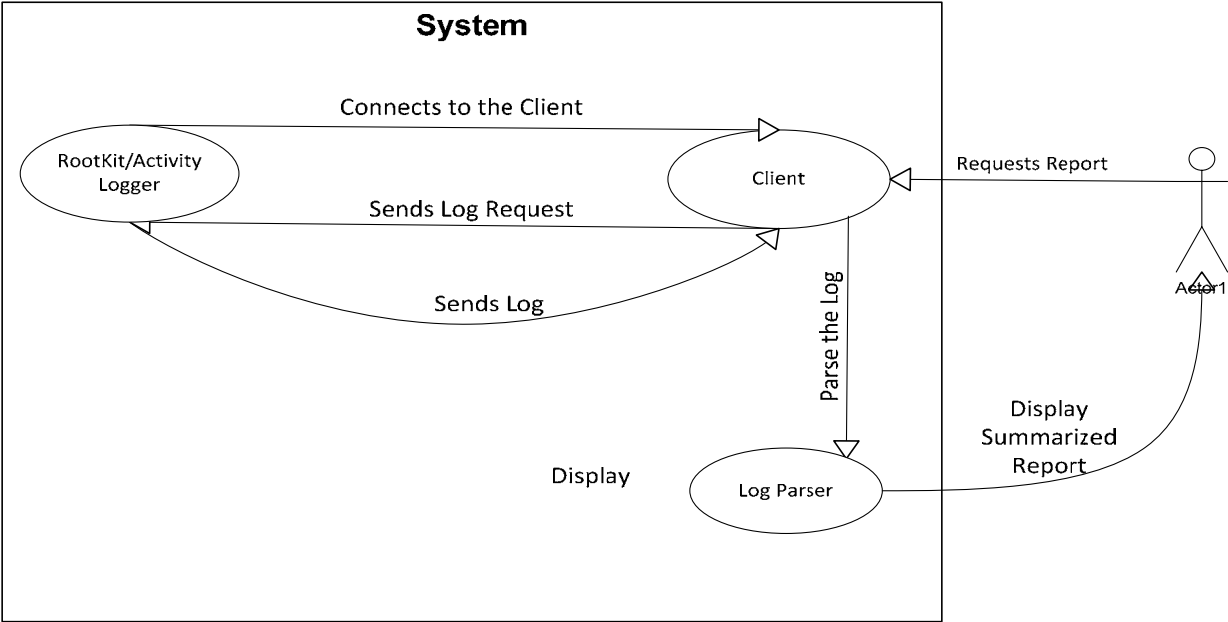 System
Connects to the Client
RootKit/Activity
Logger
Client
Requests Report
Sends Log Request
Sends Log
Parse the Log
Actor1
Display
Summarized
Report
Display
Log Parser